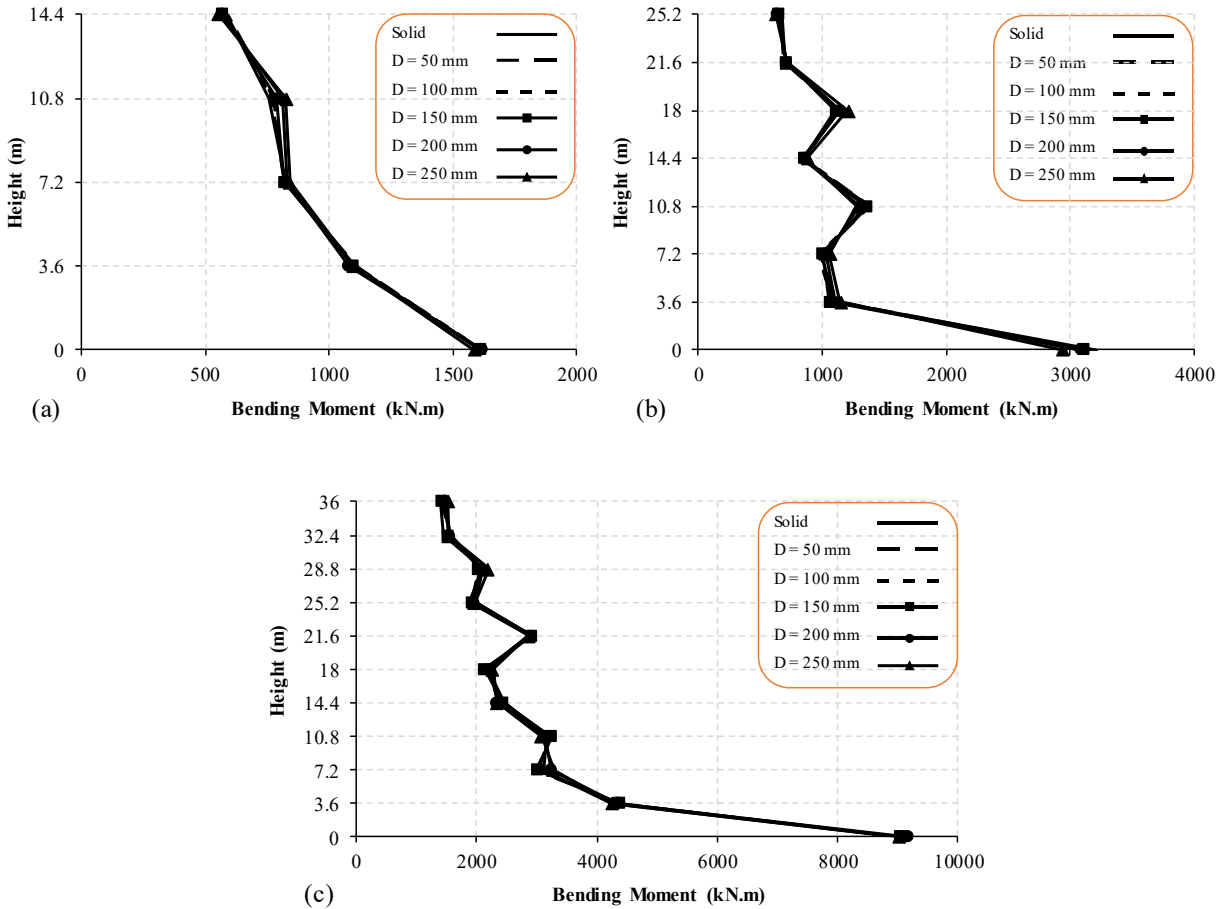 14.4
10.8
7.2
3.6
0
Height (m)
0 500 1000 1500 2000
Bending Moment (kN.m)
Solid
D = 50 mm
D = 100 mm
D = 150 mm
D = 200 mm
D = 250 mm
(a)
25.2
21.6
18
14.4
10.8
7.2
3.6
0
Height (m)
0 1000 2000 3000 4000
Bending Moment (kN.m)
Solid
D = 50 mm
D = 100 mm
D = 150 mm
D = 200 mm
D = 250 mm
(b)
36
32.4
28.8
25.2
21.6
18
14.4
10.8
7.2
3.6
0
Height (m)
0 2000 4000 6000 8000 10000
Bending Moment (kN.m)
Solid
D = 50 mm
D = 100 mm
D = 150 mm
D = 200 mm
D = 250 mm
(c)